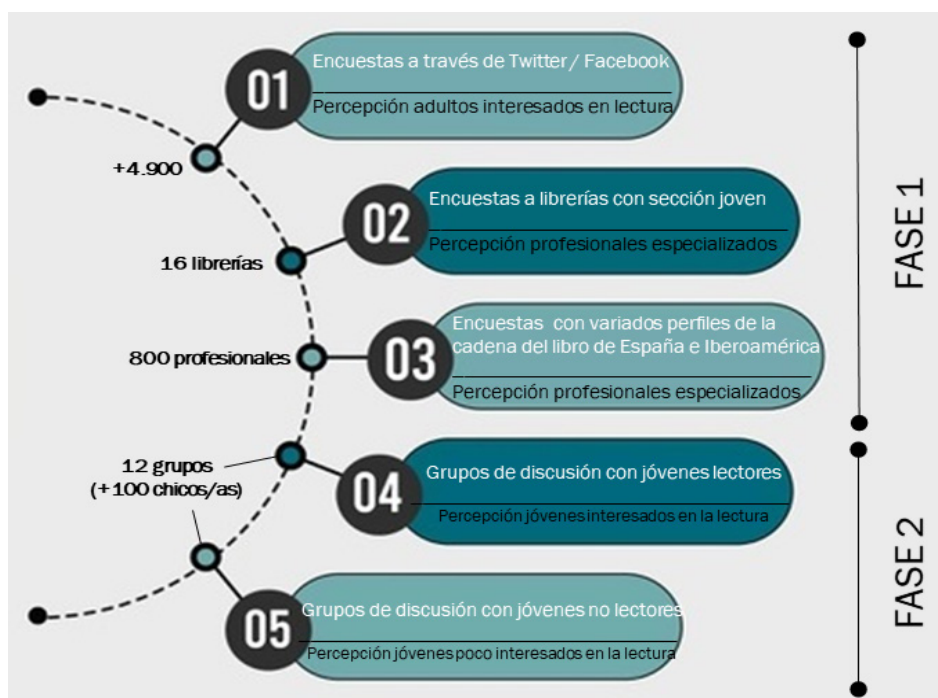 01
Encuestas a través de Twitter / Facebook
Percepción adultos interesados en lectura
+4.900
02
Encuestas a librerías con sección joven
Percepción profesionales especializados
16 librerías
03
Encuestas con variados perfiles de la
cadena del libro de España e Iberoamérica
Percepción profesionales especializados
800 profesionales
FASE 1
04
Grupos de discusión con jóvenes lectores
Percepción jóvenes interesados en la lectura
12 grupos
(+100 chicos/as)
05
Grupos de discusión con jóvenes no lectores
Percepción jóvenes poco interesados en la lectura
FASE 2